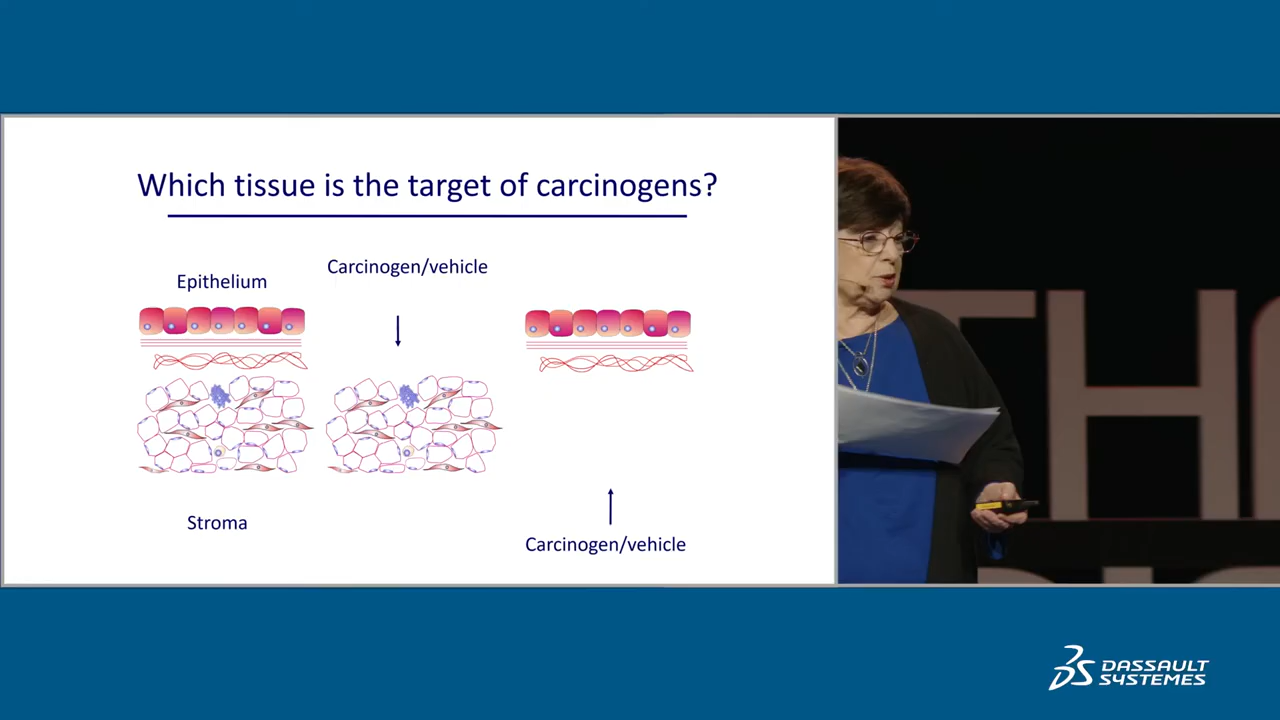 Which tissue is the target of carcinogens?
Epithelium
Carcinogen/vehicle
Stroma
Carcinogen/vehicle
DASSAULT
SYSTEMES